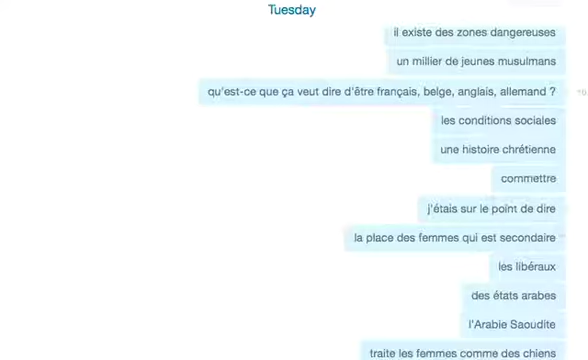 Tuesday
il existe des zones dangereuses
un millier de jeunes musulmans
qu'est-ce que ça veut dire d'être français, belge, anglais, allemand ?
les conditions sociales
une histoire chrétienne
commettre
j'étais sur le point de dire
la place des femmes qui est secondaire
les libéraux
des états arabes
l'Arabie Saoudite
traite les femmes comme des chiens